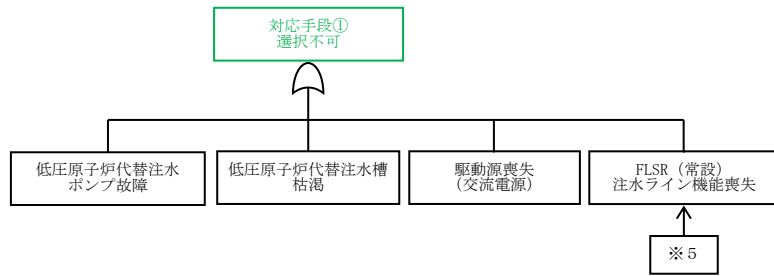 対応手段①
選択不可
低圧原子炉代替注水
ポンプ故障
低圧原子炉代替注水槽
枯渇
駆動源喪失
（交流電源）
FLSR（常設）
注水ライン機能喪失
※５